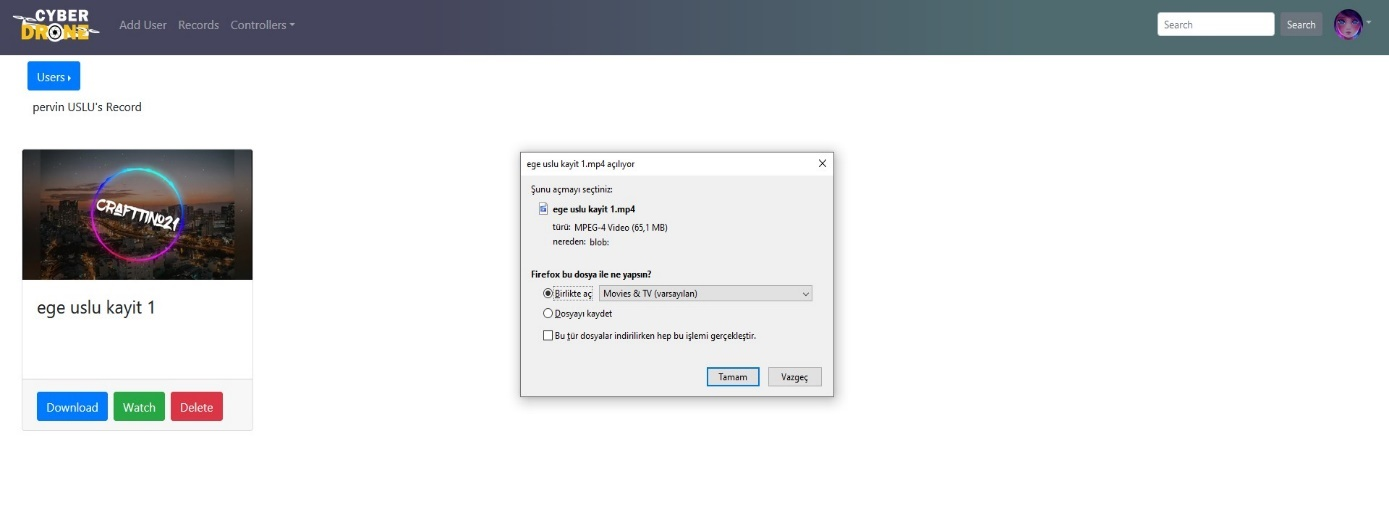 CYBER
DRONE
Add User Records Controllers
Search Search
Users
pervin USLU's Record
CRAFTTINO21
ege uslu kayit 1
Download Watch Delete
ege uslu kayit 1.mp4 açılıyor
Şunu açmayı seçtiniz:
ege uslu kayit 1.mp4
türü: MPEG-4 Video (65,1 MB)
nereden: blob:
Firefox bu dosya ile ne yapsın?
Birlikte aç Movies & TV (varsayılan)
Dosyayı kaydet
Bu tür dosyalar indirilirken hep bu işlemi gerçekleştir.
Tamam Vazgeç